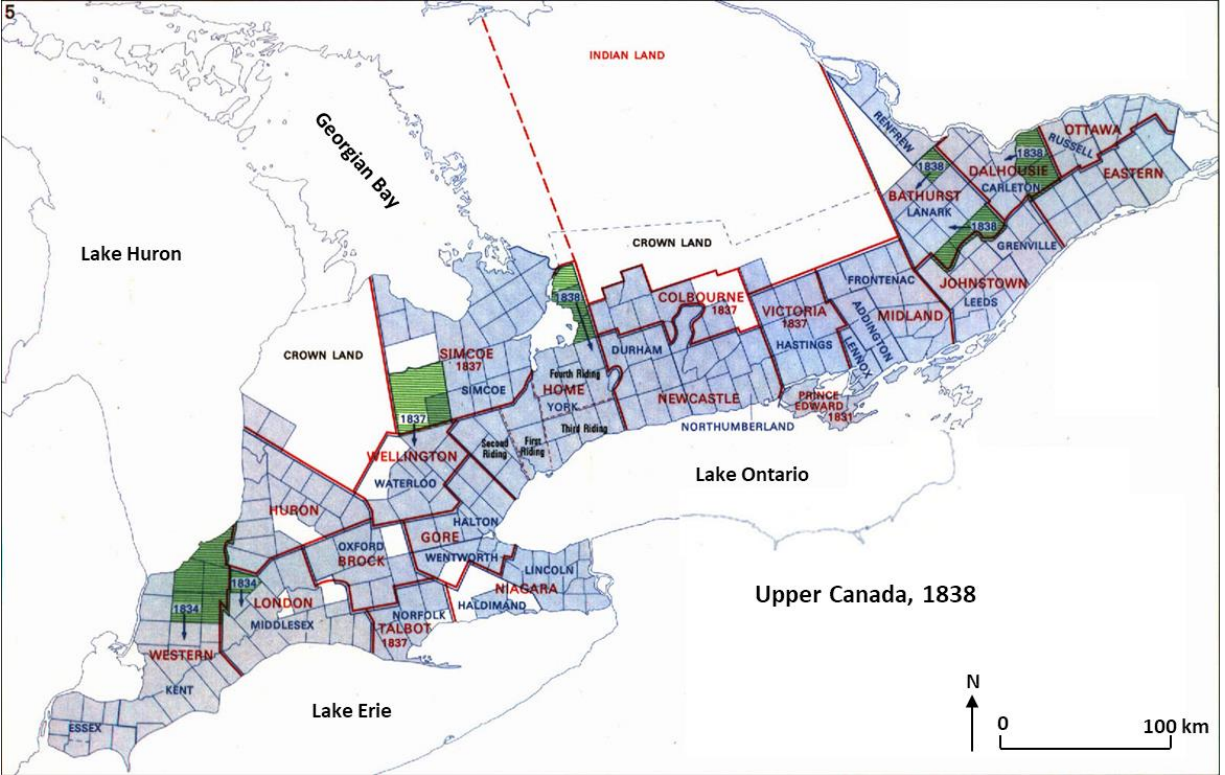 5
INDIAN LAND
Georgian Bay
RENFREW
OTTAWA
RUSSELL
1838
1838
DALHOUSIE
CARLETON
EASTERN
BATHURST
LANARK
1838
GRENVILLE
Lake Huron
CROWN LAND
FRONTENAC
JOHNSTOWN
LEEDS
1838
COLBOURNE
1837
VICTORIA
1837
ADDINGTON
MIDLAND
CROWN LAND
SIMCOE
1837
SIMCOE
DURHAM
HASTINGS
LENNOX
Fourth Riding
HOME
YORK
Third Riding
NEWCASTLE
PRINCE
EDWARD
1831
NORTHUMBERLAND
1837
WELLINGTON
WATERLOO
Second
Riding
First
Riding
Lake Ontario
HURON
HALTON
GORE
WENTWORTH
OXFORD
BROCK
LINCOLN
NIAGARA
HALDIMAND
1834
1834
LONDON
MIDDLESEX
NORFOLK
TALBOT
1837
Upper Canada, 1838
WESTERN
KENT
ESSEX
Lake Erie
N
0
100 km